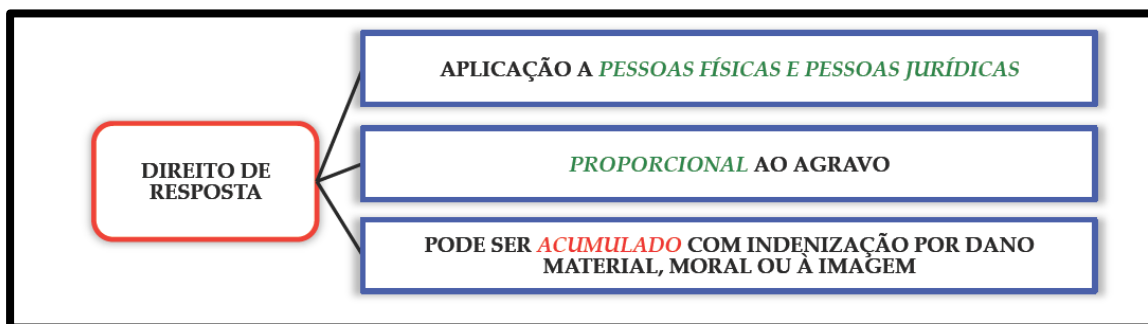 DIREITO DE
RESPOSTA
APLICAÇÃO A PESSOAS FÍSICAS E PESSOAS JURÍDICAS
PROPORCIONAL AO AGRAVO
PODE SER ACUMULADO COM INDENIZAÇÃO POR DANO
MATERIAL, MORAL OU À IMAGEM